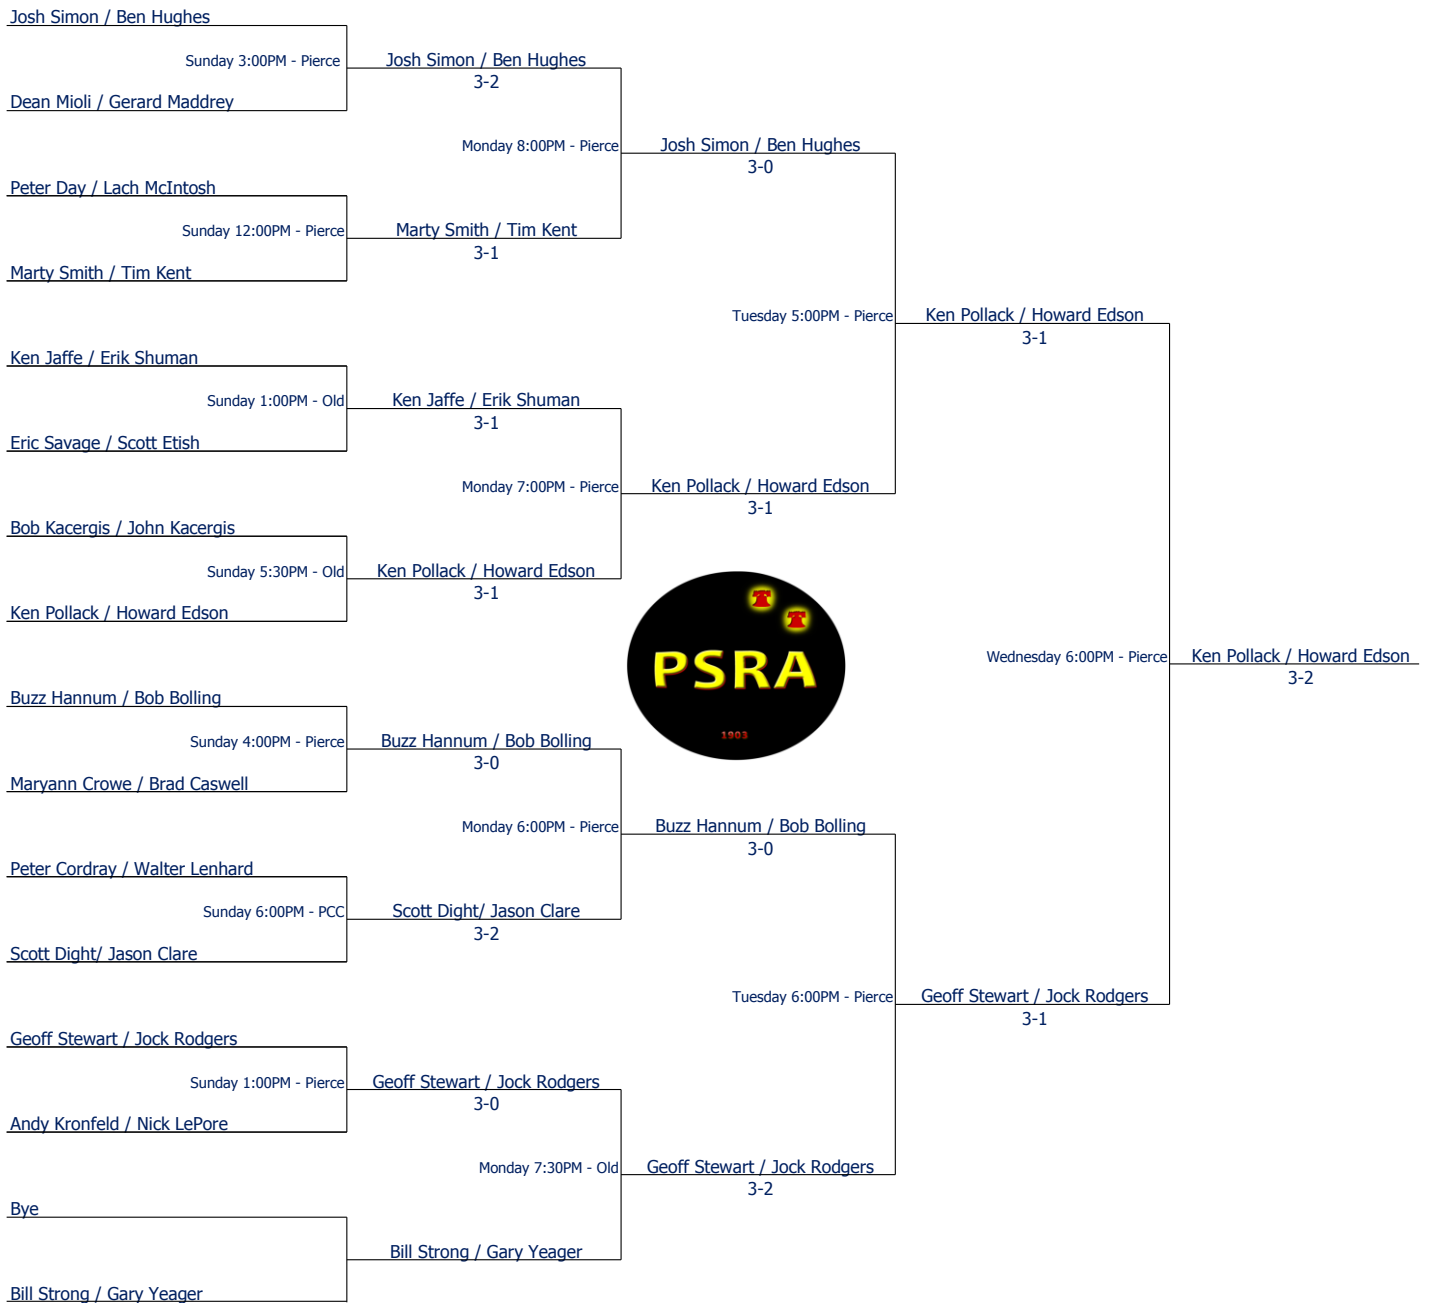 Josh Simon / Ben Hughes
Sunday 3:00PM - Pierce
Josh Simon / Ben Hughes
3-2
Dean Mioli / Gerard Maddrey
Monday 8:00PM - Pierce
Josh Simon / Ben Hughes
3-0
Peter Day / Lach McIntosh
Sunday 12:00PM - Pierce
Marty Smith / Tim Kent
3-1
Marty Smith / Tim Kent
Tuesday 5:00PM - Pierce
Ken Pollack / Howard Edson
3-1
Ken Jaffe / Erik Shuman
Sunday 1:00PM - Old
Ken Jaffe / Erik Shuman
3-1
Eric Savage / Scott Etish
Monday 7:00PM - Pierce
Ken Pollack / Howard Edson
3-1
Bob Kacergis / John Kacergis
Sunday 5:30PM - Old
Ken Pollack / Howard Edson
3-1
Ken Pollack / Howard Edson
PSRA
1903
Wednesday 6:00PM - Pierce
Ken Pollack / Howard Edson
3-2
Buzz Hannum / Bob Bolling
Sunday 4:00PM - Pierce
Buzz Hannum / Bob Bolling
3-0
Maryann Crowe / Brad Caswell
Monday 6:00PM - Pierce
Buzz Hannum / Bob Bolling
3-0
Peter Cordray / Walter Lenhard
Sunday 6:00PM - PCC
Scott Dight/ Jason Clare
3-2
Scott Dight/ Jason Clare
Tuesday 6:00PM - Pierce
Geoff Stewart / Jock Rodgers
3-1
Geoff Stewart / Jock Rodgers
Sunday 1:00PM - Pierce
Geoff Stewart / Jock Rodgers
3-0
Andy Kronfeld / Nick LePore
Monday 7:30PM - Old
Geoff Stewart / Jock Rodgers
3-2
Bye
Bill Strong / Gary Yeager
Bill Strong / Gary Yeager